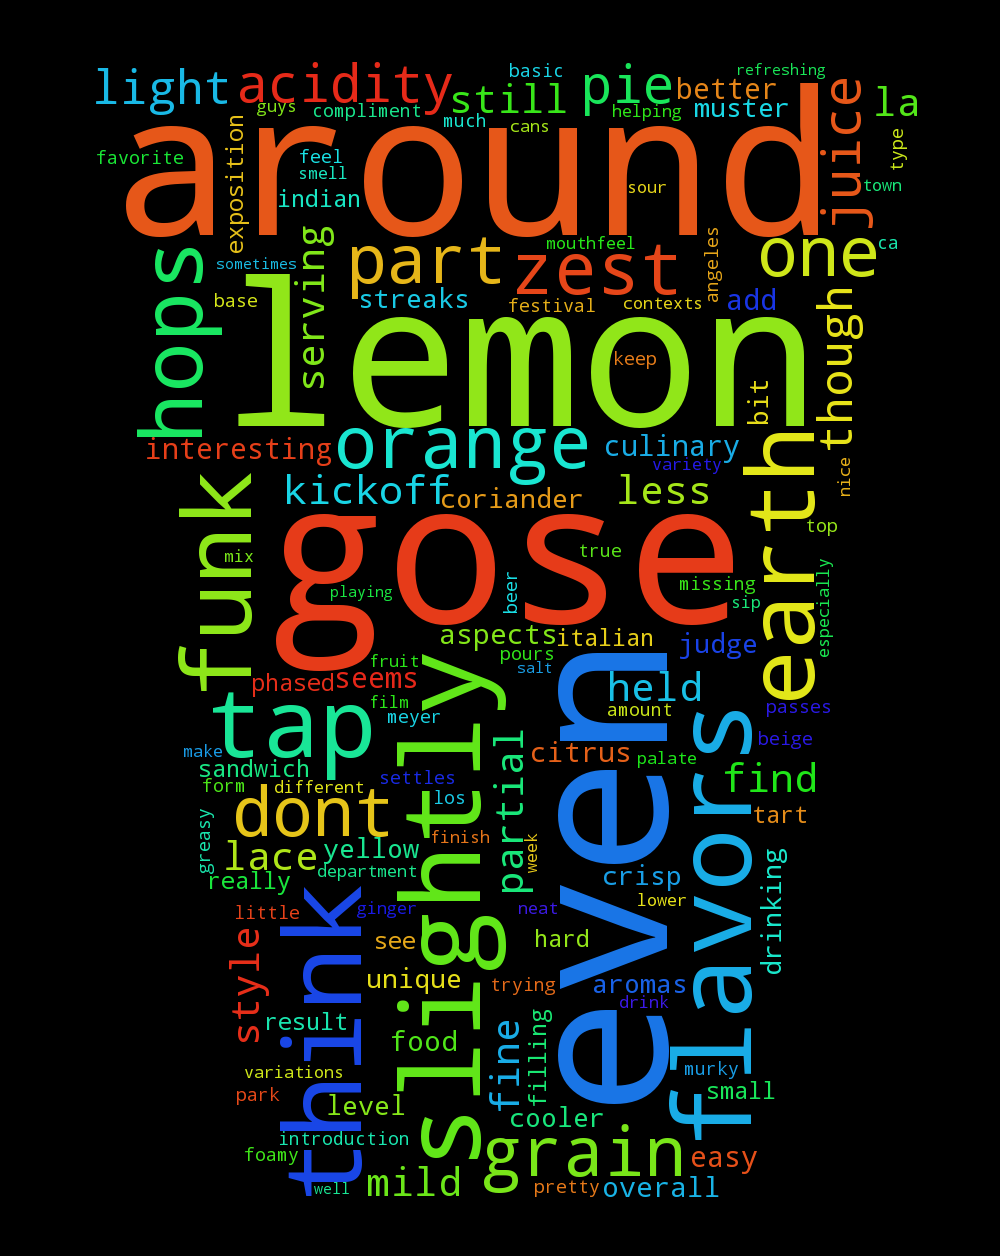 basic
refreshing
light
acidity
still
pie
better
la
guys
compliment
helping
muster
juice
much
cans
around
type
exposition
favorite
feel
smell
indian
sour
town
sometimes
serving
part
mouthfeel
zest
angeles
one
ca
hops
base
streaks
festival
contexts
add
though
lemon
keep
bit
interesting
orange
culinary
variety
earth
nice
funk
kickoff
coriander
less
top
mix
gose
true
playing
beer
missing
sip
especially
aspects
italian
judge
pours
fruit
salt
phased
seems
slightly
even
held
film
meyer
amount
passes
tap
flavors
make
sandwich
partial
citrus
palate
beige
form
different
settles
los
find
dont
tart
greasy
finish
week
lace
yellow
department
really
crisp
drinking
think
little
ginger
neat
lower
style
see
hard
unique
trying
aromas
drink
result
food
fine
filling
variations
murky
park
level
small
introduction
cooler
foamy
grain
easy
well
mild
pretty
overall